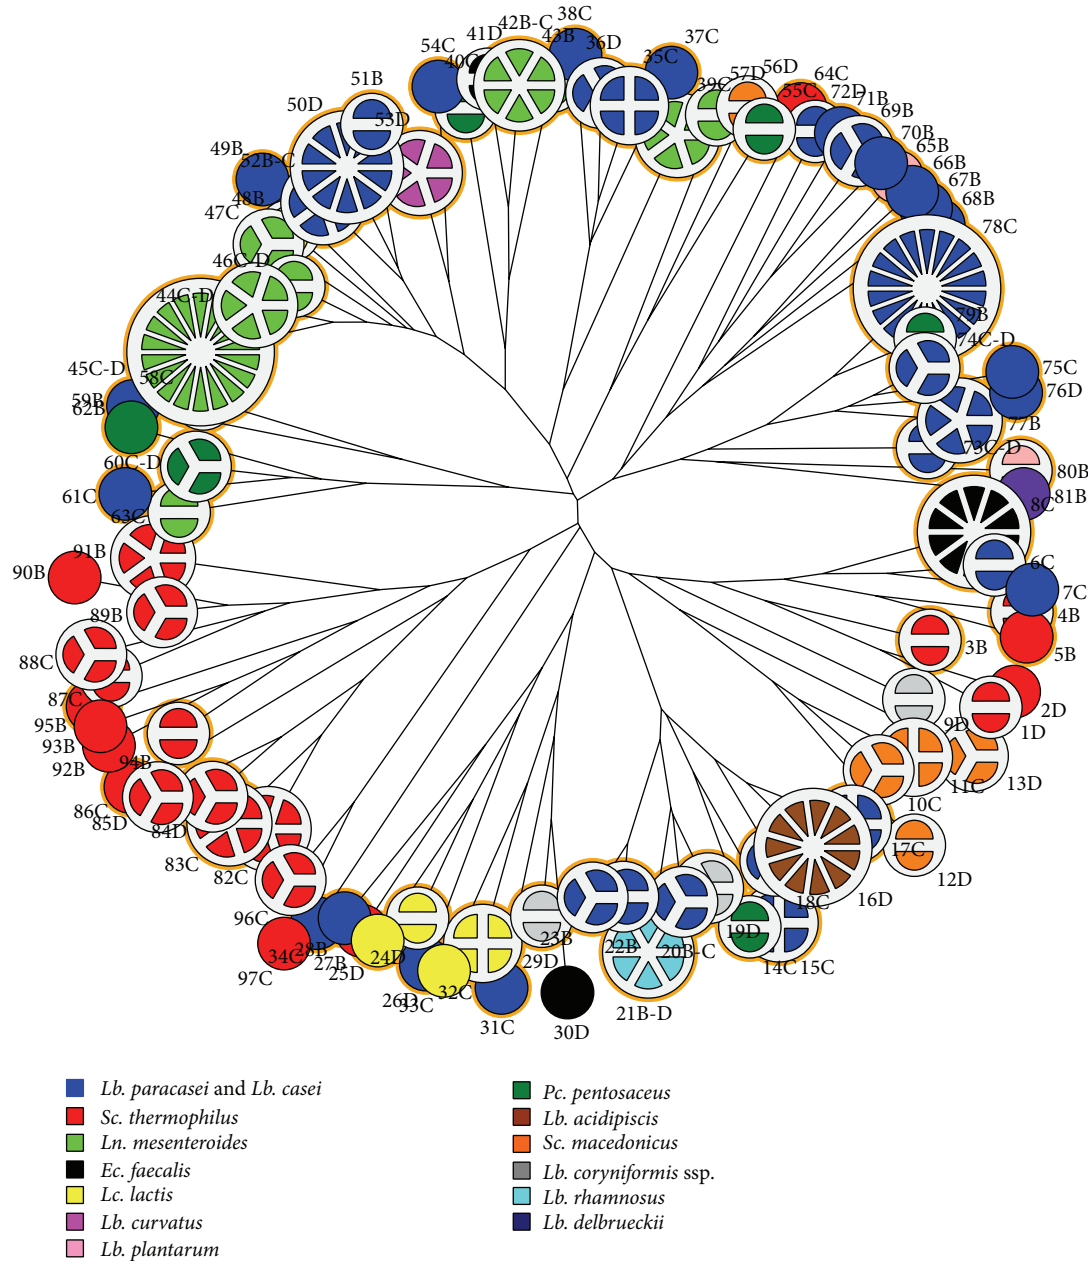 38C
42B-C
41D
43B
36D
37C
54C
40C
35C
56D
57D
64C
39C
55C
72D
71B
69B
70B
65B
66B
67B
68B
78C
51B
50D
53D
49B
52B-C
48B
47C
46C-D
44C-D
45C-D
58C
59B
62B
60C-D
61C
63C
79B
74C-D
75C
76D
77B
73C-D
80B
81B
8C
6C
7C
4B
5B
3B
2D
1D
9D
13D
11C
10C
17C
12D
16D
18C
91B
90B
89B
88C
87C
95B
93B
92B
94B
86C
85D
84D
83C
82C
96C
97C
34C
28B
27B
25D
24D
26D
33C
32C
31C
29D
30D
23B
22B
21B-D
20B-C
19D
14C
15C
Lb. paracasei and Lb. casei
Sc. thermophilus
Ln. mesenteroides
Ec. faecalis
Lc. lactis
Lb. curvatus
Lb. plantarum
Pc. pentosaceus
Lb. acidipiscis
Sc. macedonicus
Lb. coryniformis ssp.
Lb. rhamnosus
Lb. delbrueckii